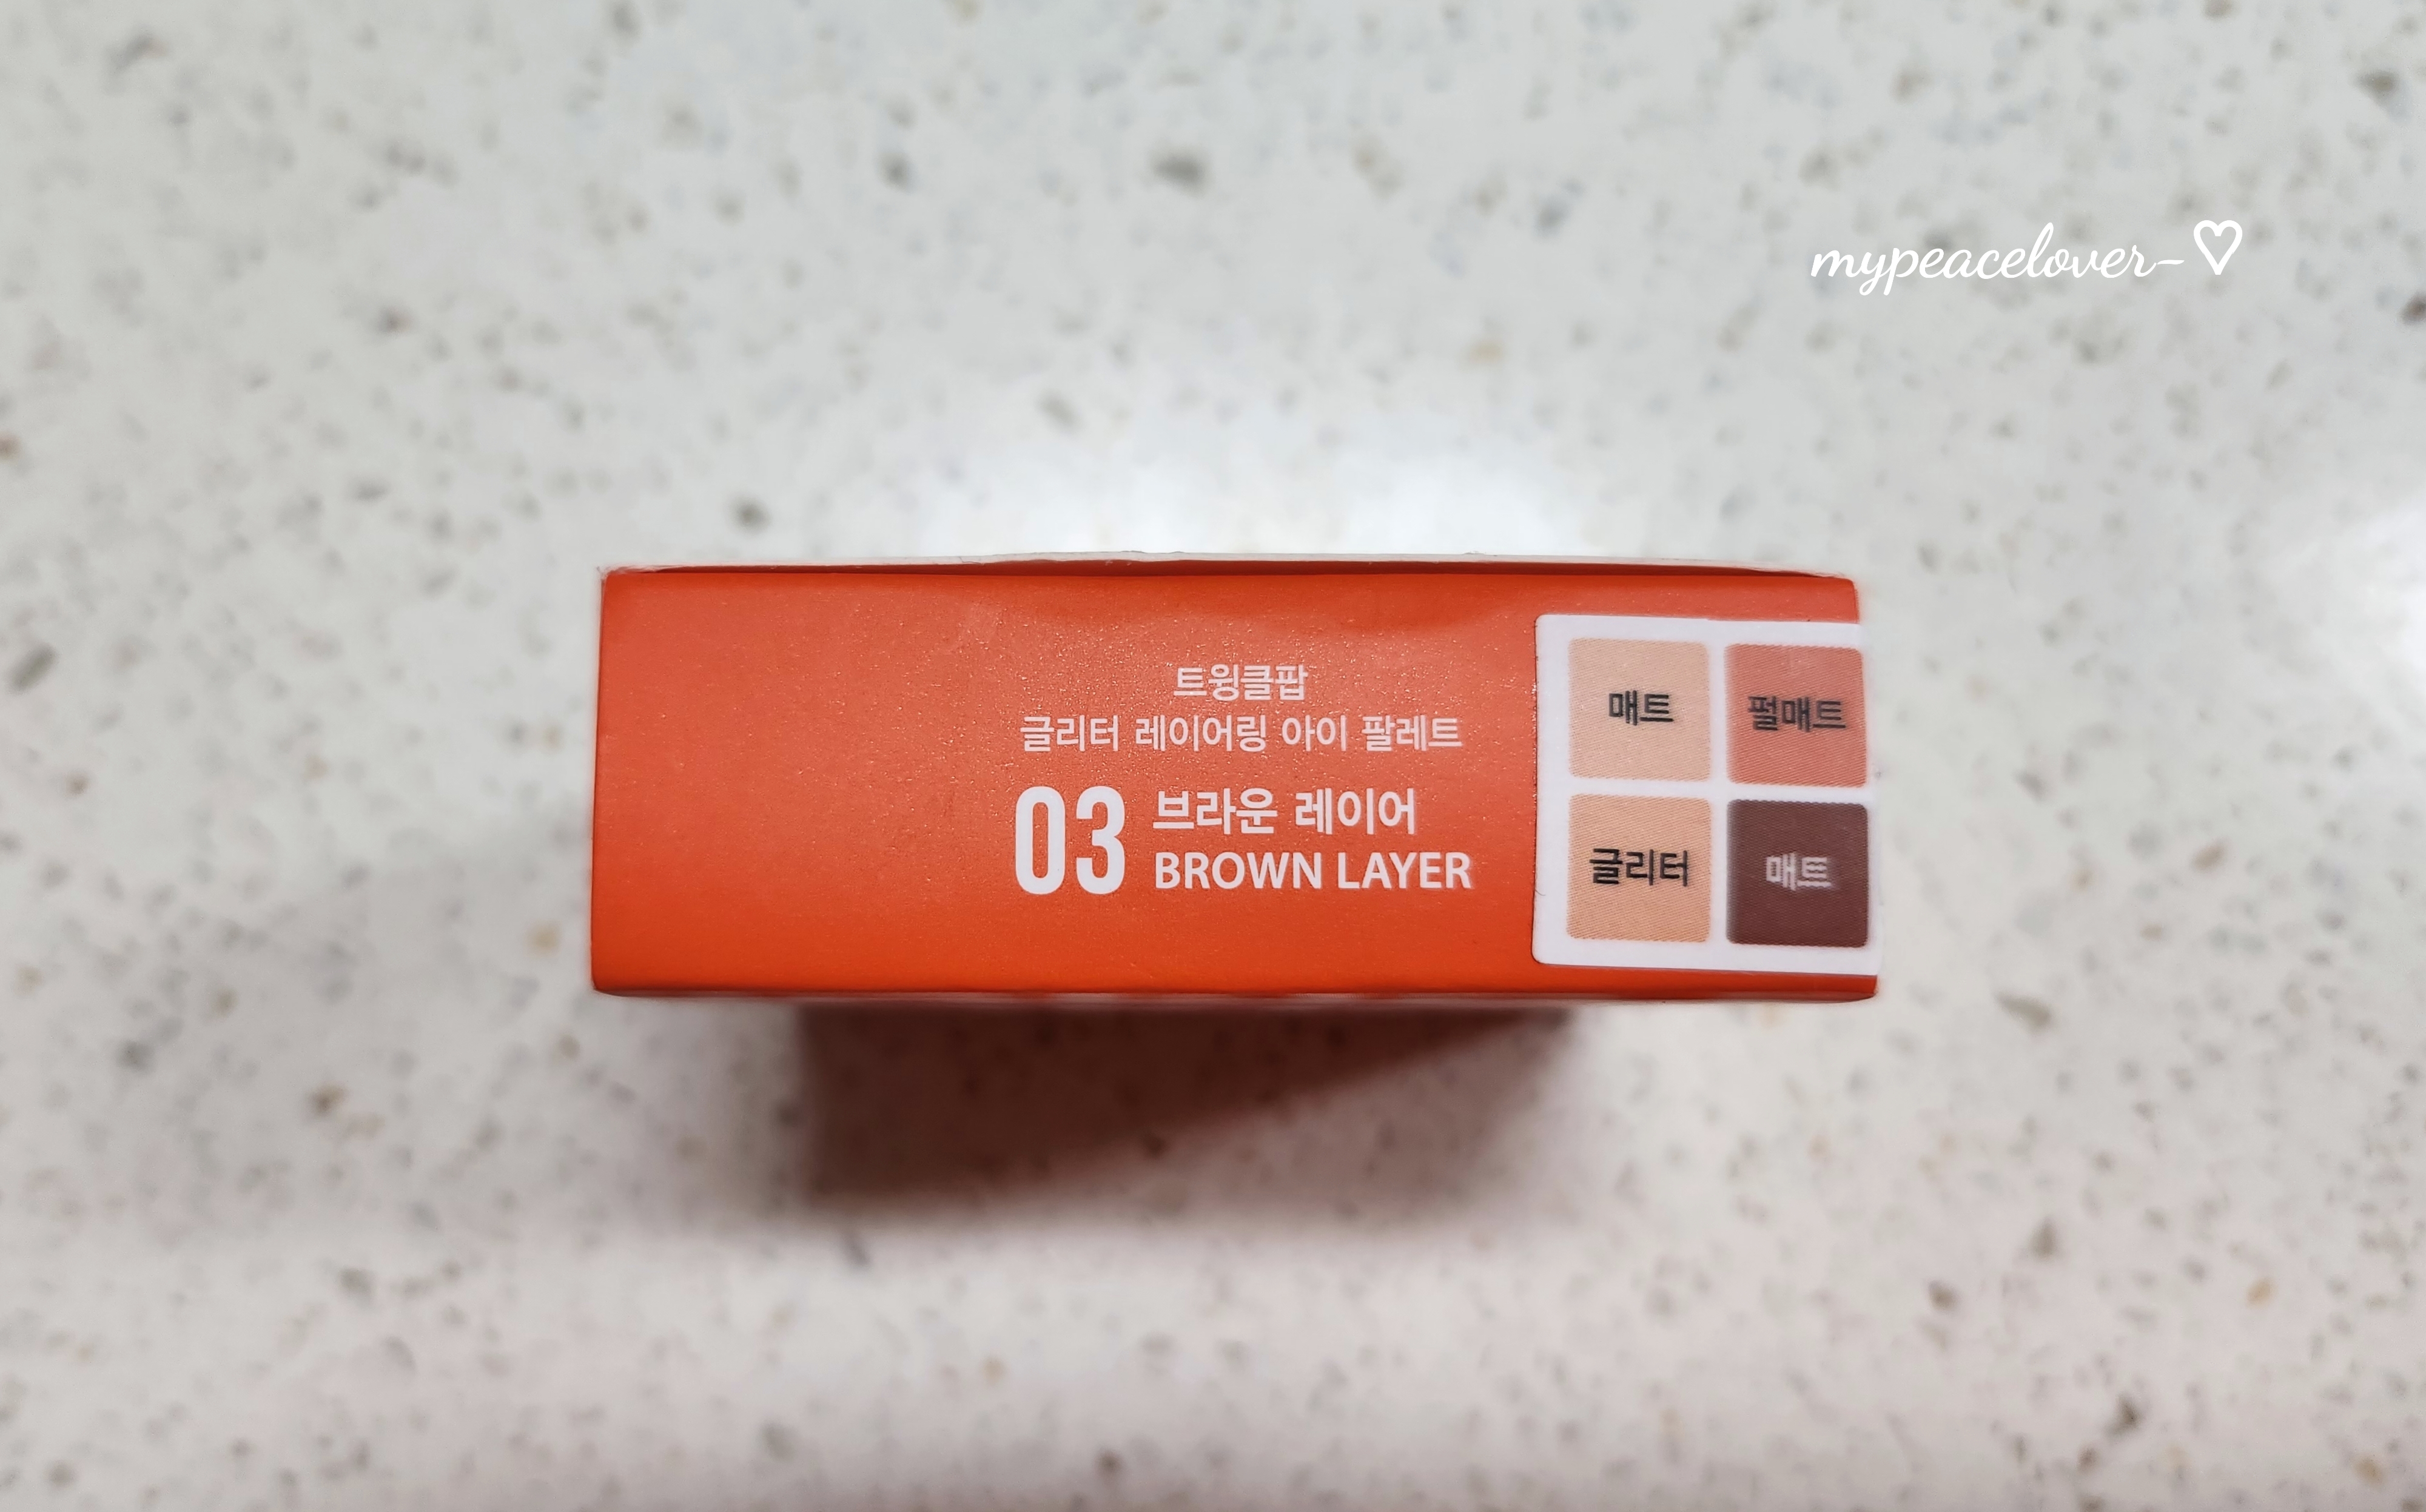 mypeacelover-♡
트윙클팝
글리터 레이어링 아이 팔레트
03 브라운 레이어
BROWN LAYER
매트 펄매트
글리터 매트